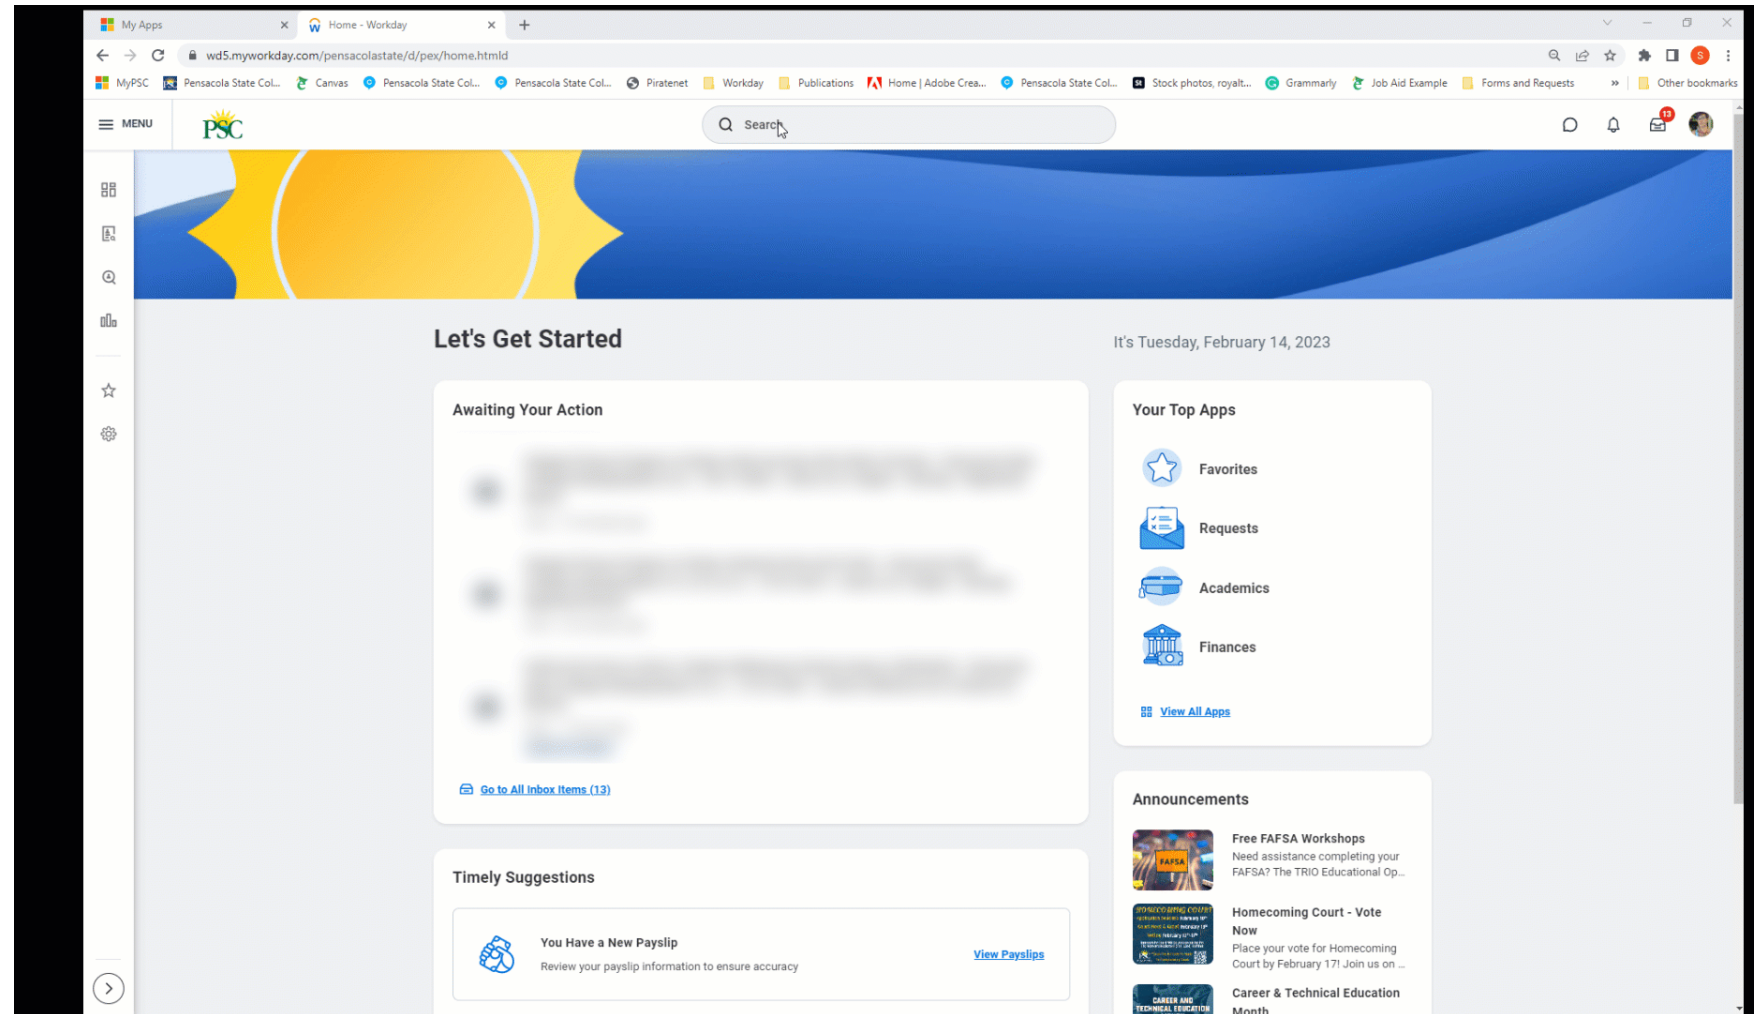 My Apps
Home - Workday
wd5.myworkday.com/pensacolastate/d/pex/home.htmld
S
MyPSC
Pensacola State Col...
Canvas
Pensacola State Col...
Pensacola State Col...
Piratenet
Workday
Publications
Home | Adobe Crea...
Pensacola State Col...
St
Stock photos, royalt...
Grammarly
Job Aid Example
Forms and Requests
»
Other bookmarks
MENU
PSC
Search
13
Let's Get Started
It's Tuesday, February 14, 2023
Awaiting Your Action
Go to All Inbox Items (13)
Timely Suggestions
You Have a New Payslip
Review your payslip information to ensure accuracy
View Payslips
Your Top Apps
Favorites
Requests
Academics
Finances
View All Apps
Announcements
FAFSA
Free FAFSA Workshops
Need assistance completing your
FAFSA? The TRIO Educational Op...
HOMECOMING COURT
Homecoming Court - Vote
Now
Place your vote for Homecoming
Court by February 17! Join us on ...
CAREER AND
TECHNICAL EDUCATION
Career & Technical Education
Month